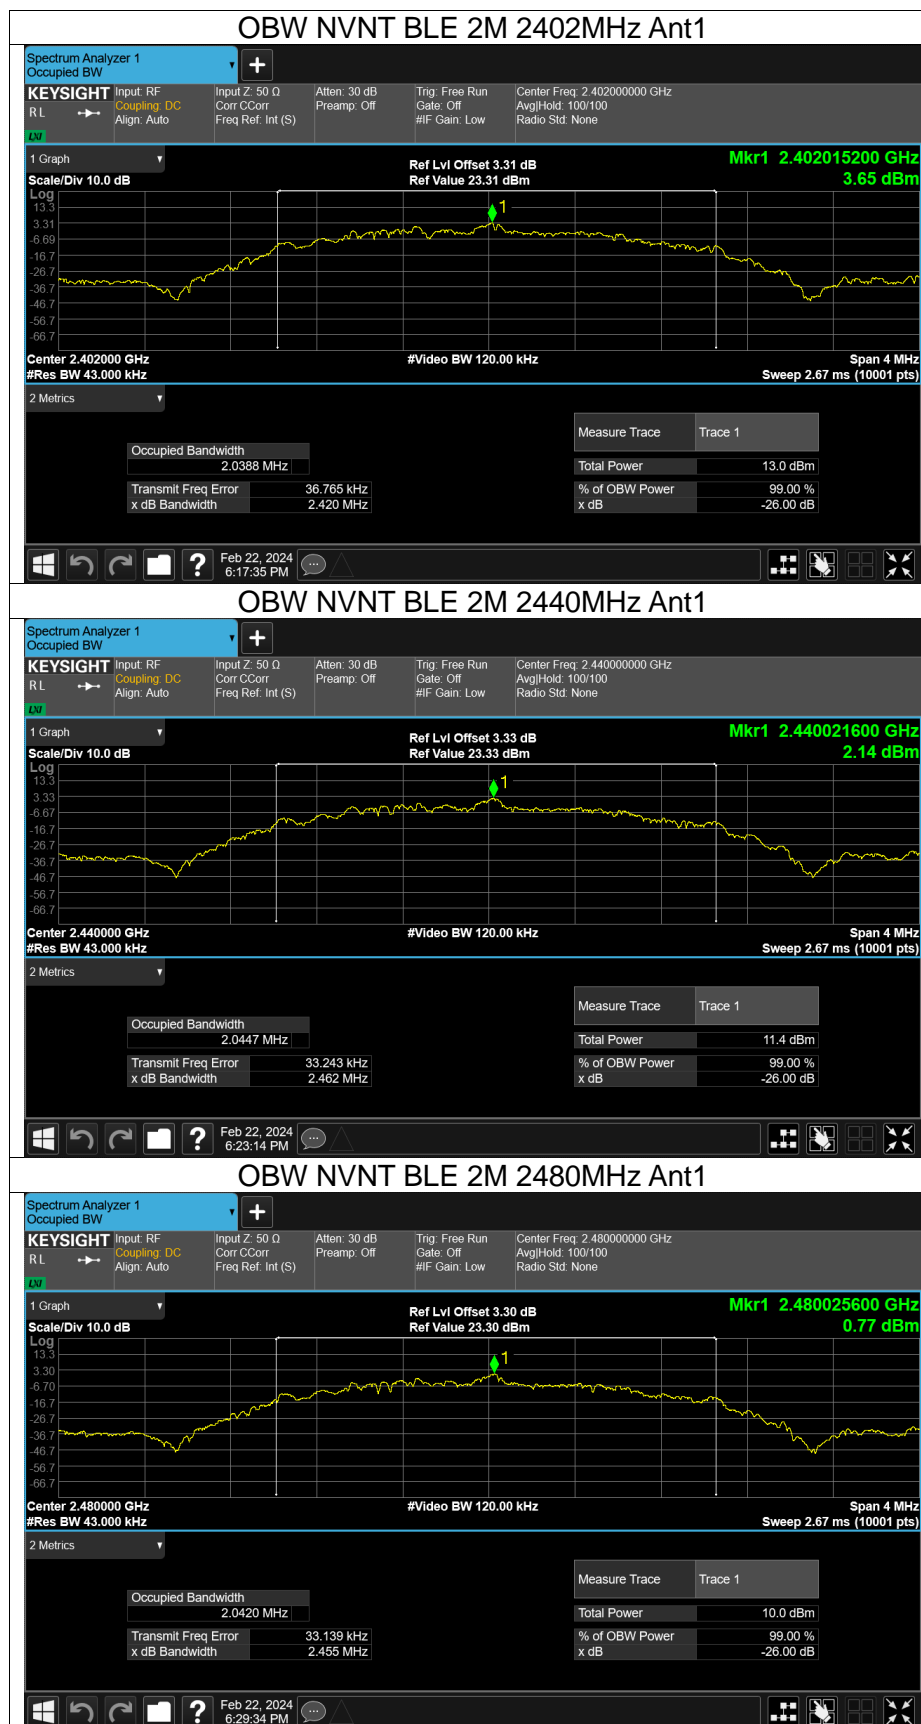 OBW NVNT BLE 2M 2402MHz Ant1
Spectrum Analyzer 1
Occupied BW
KEYSIGHT Input: RF Input Z: 50 Ω Atten: 30 dB Trig: Free Run Center Freq: 2.402000000 GHz
R L Coupling: DC Corr CCorr Preamp: Off Gate: Off Avg|Hold: 100/100
Align: Auto Freq Ref: Int (S) #IF Gain: Low Radio Std: None
LXI
1 Graph Ref Lvl Offset 3.31 dB Mkr1 2.402015200 GHz
Scale/Div 10.0 dB Ref Value 23.31 dBm 3.65 dBm
Log
1
13.3
3.31
-6.69
-16.7
-26.7
-36.7
-46.7
-56.7
-66.7
Center 2.402000 GHz #Video BW 120.00 kHz Span 4 MHz
#Res BW 43.000 kHz Sweep 2.67 ms (10001 pts)
2 Metrics
Measure Trace Trace 1
Occupied Bandwidth
2.0388 MHz Total Power 13.0 dBm
Transmit Freq Error 36.765 kHz % of OBW Power 99.00 %
x dB Bandwidth 2.420 MHz x dB -26.00 dB
? Feb 22, 2024
6:17:35 PM
OBW NVNT BLE 2M 2440MHz Ant1
Spectrum Analyzer 1
Occupied BW
KEYSIGHT Input: RF Input Z: 50 Ω Atten: 30 dB Trig: Free Run Center Freq: 2.440000000 GHz
R L Coupling: DC Corr CCorr Preamp: Off Gate: Off Avg|Hold: 100/100
Align: Auto Freq Ref: Int (S) #IF Gain: Low Radio Std: None
LXI
1 Graph Ref Lvl Offset 3.33 dB Mkr1 2.440021600 GHz
Scale/Div 10.0 dB Ref Value 23.33 dBm 2.14 dBm
Log
1
13.3
3.33
-6.67
-16.7
-26.7
-36.7
-46.7
-56.7
-66.7
Center 2.440000 GHz #Video BW 120.00 kHz Span 4 MHz
#Res BW 43.000 kHz Sweep 2.67 ms (10001 pts)
2 Metrics
Measure Trace Trace 1
Occupied Bandwidth
2.0447 MHz Total Power 11.4 dBm
Transmit Freq Error 33.243 kHz % of OBW Power 99.00 %
x dB Bandwidth 2.462 MHz x dB -26.00 dB
? Feb 22, 2024
6:23:14 PM
OBW NVNT BLE 2M 2480MHz Ant1
Spectrum Analyzer 1
Occupied BW
KEYSIGHT Input: RF Input Z: 50 Ω Atten: 30 dB Trig: Free Run Center Freq: 2.480000000 GHz
R L Coupling: DC Corr CCorr Preamp: Off Gate: Off Avg|Hold: 100/100
Align: Auto Freq Ref: Int (S) #IF Gain: Low Radio Std: None
LXI
1 Graph Ref Lvl Offset 3.30 dB Mkr1 2.480025600 GHz
Scale/Div 10.0 dB Ref Value 23.30 dBm 0.77 dBm
Log
1
13.3
3.30
-6.70
-16.7
-26.7
-36.7
-46.7
-56.7
-66.7
Center 2.480000 GHz #Video BW 120.00 kHz Span 4 MHz
#Res BW 43.000 kHz Sweep 2.67 ms (10001 pts)
2 Metrics
Measure Trace Trace 1
Occupied Bandwidth
2.0420 MHz Total Power 10.0 dBm
Transmit Freq Error 33.139 kHz % of OBW Power 99.00 %
x dB Bandwidth 2.455 MHz x dB -26.00 dB
? Feb 22, 2024
6:29:34 PM